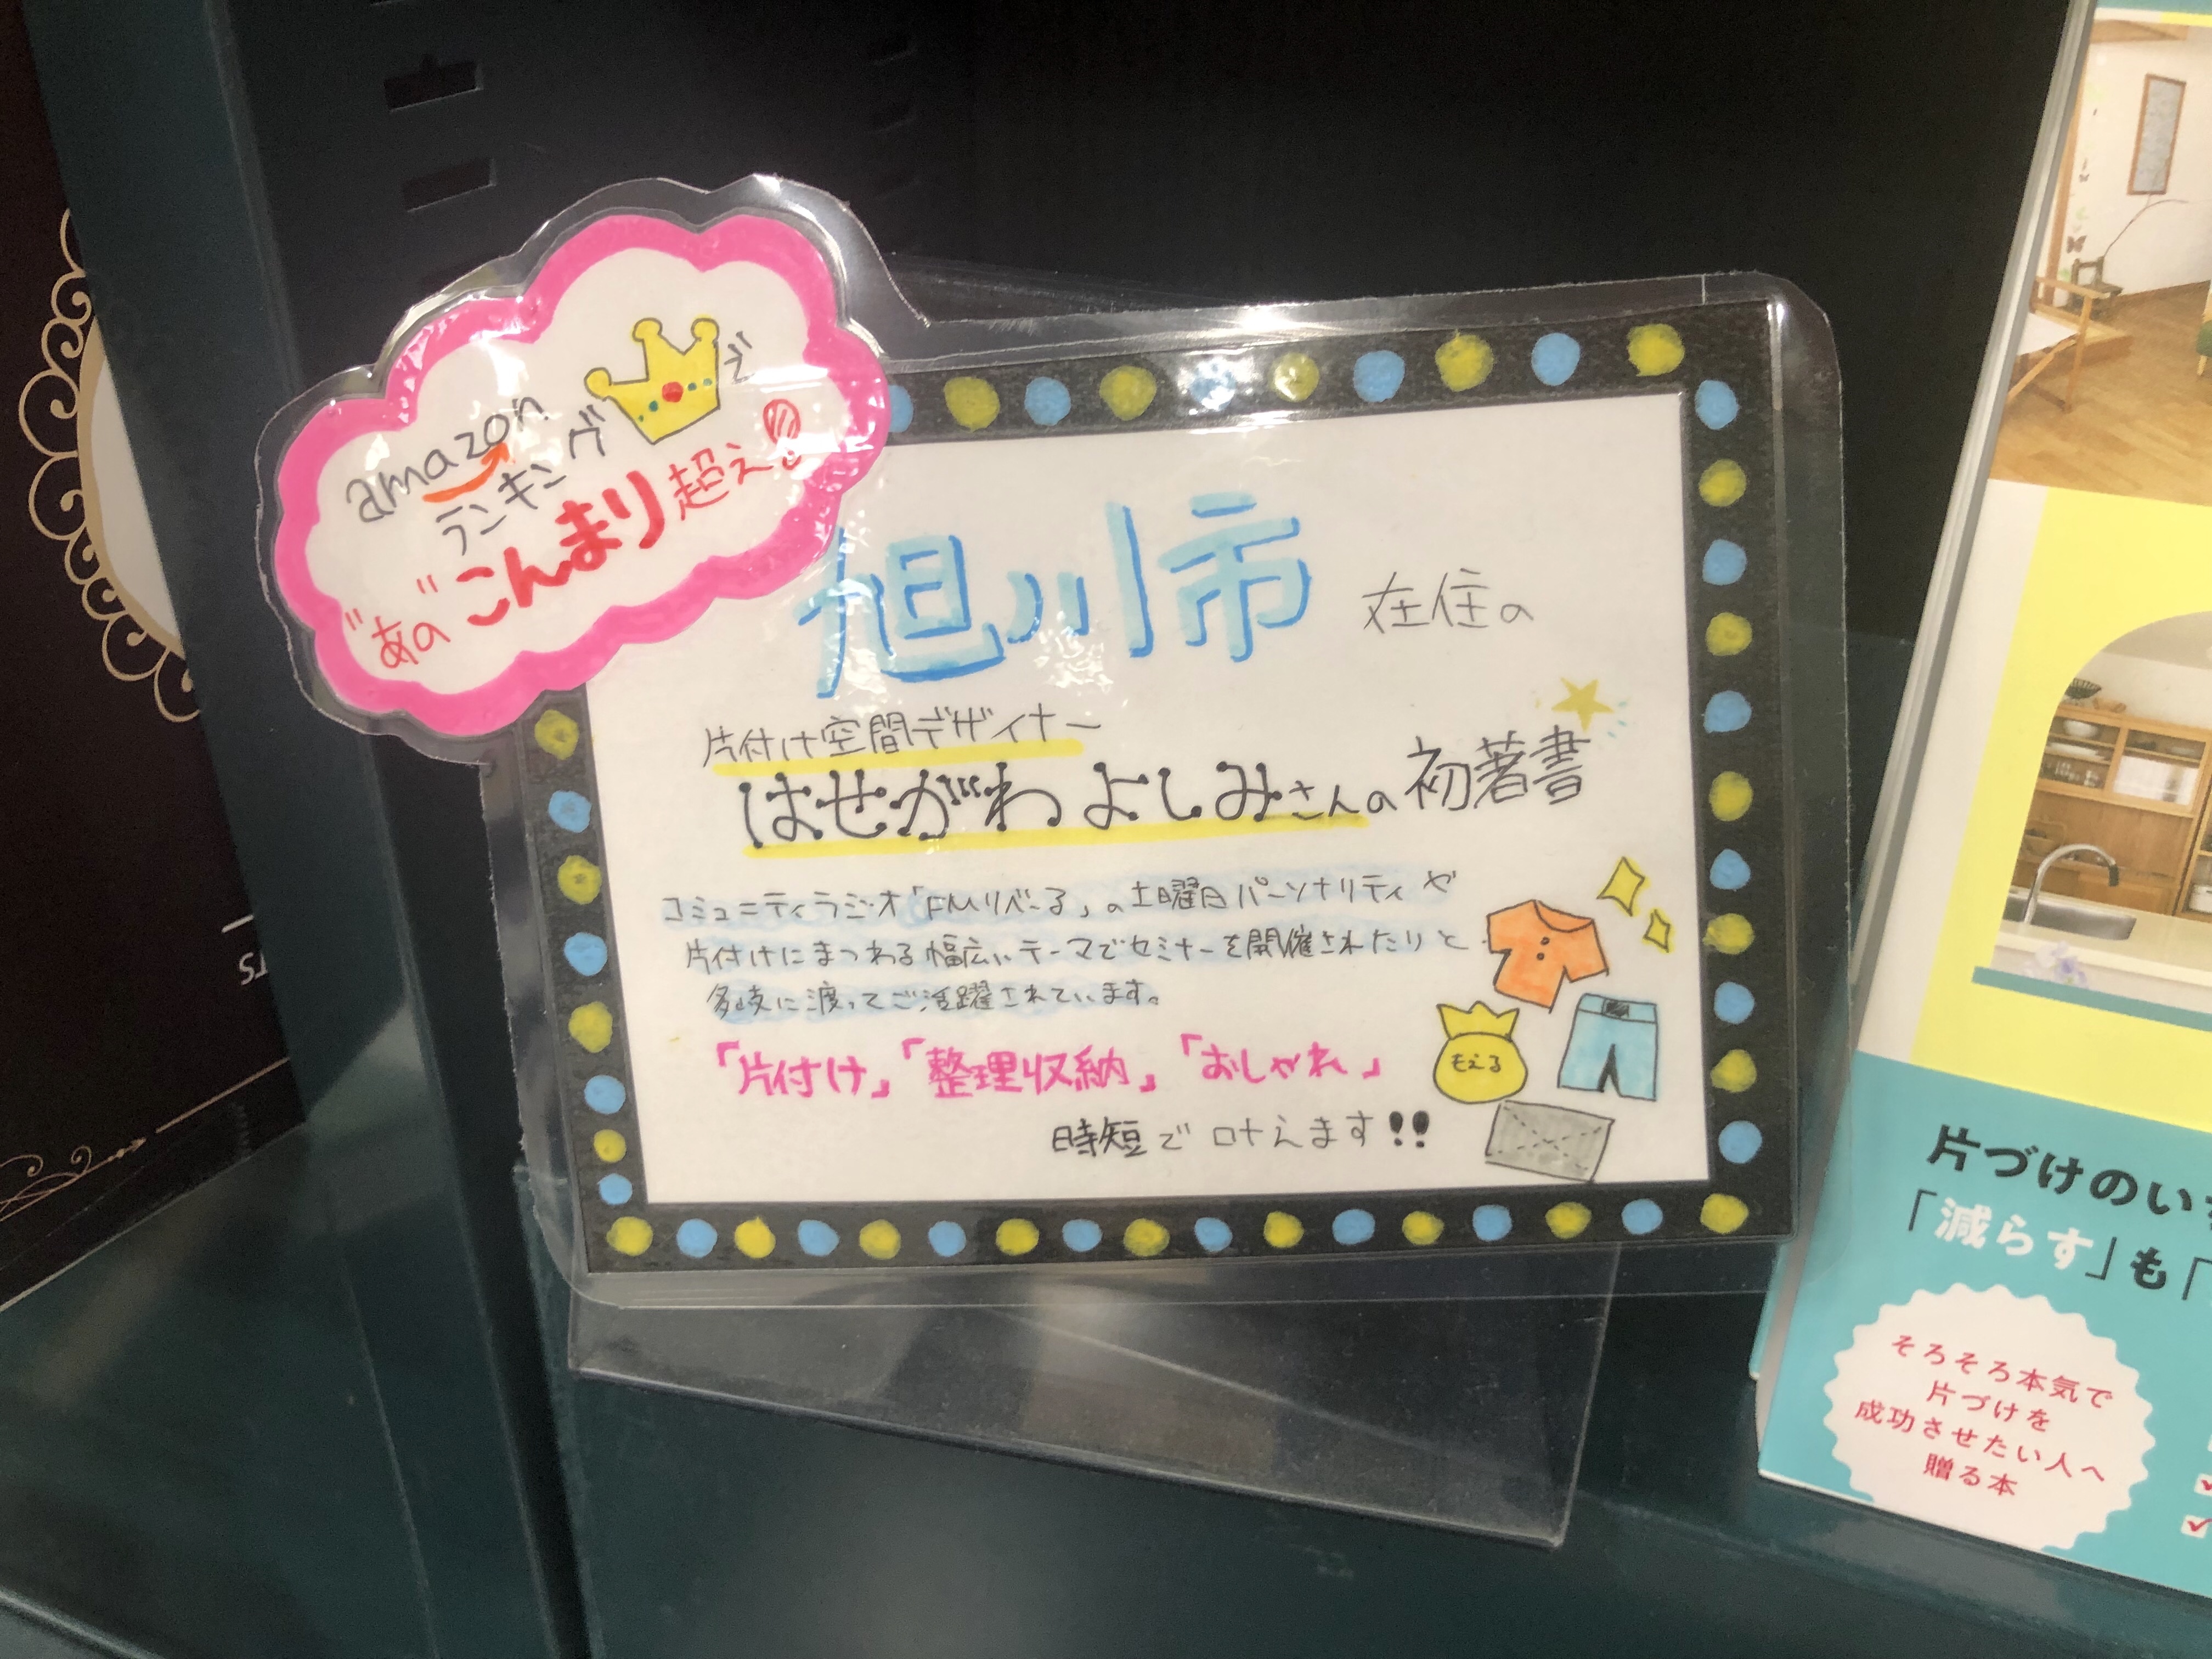 amazon
ランキングで
"あの"こんまり超え!
旭川市在住の
片付け空間デザイナー
はせがわよしみさんの初著書
コミュニティラジオ「FMりべーる」の土曜日パーソナリティや
片付けにまつわる幅広いテーマでセミナーを開催されたりと
多岐に渡ってご活躍されています。
「片付け」「整理収納」「おしゃれ」
もえる
時短で叶えます!!
片づけのい
「減らす」も「
そろそろ本気で
片づけを
成功させたい人へ
贈る本